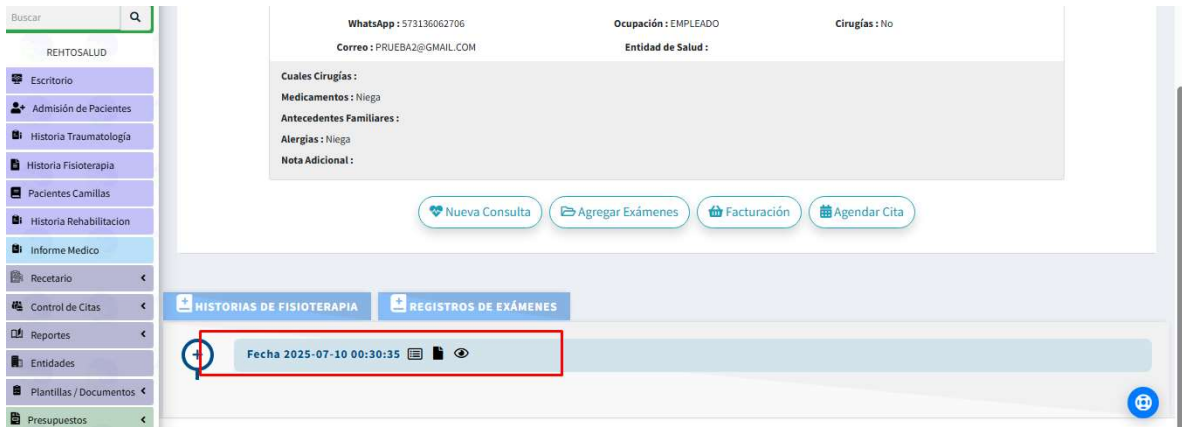 Buscar
REHTOSALUD
Escritorio
Admisión de Pacientes
Historia Traumatología
Historia Fisioterapia
Pacientes Camillas
Historia Rehabilitacion
Informe Medico
Recetario
Control de Citas
Reportes
Entidades
Plantillas / Documentos
Presupuestos
WhatsApp : 573136062706 Ocupación : EMPLEADO Cirugías : No
Correo : PRUEBA2@GMAIL.COM Entidad de Salud :
Cuales Cirugías :
Medicamentos : Niega
Antecedentes Familiares :
Alergias : Niega
Nota Adicional :
Nueva Consulta Agregar Exámenes Facturación Agendar Cita
HISTORIAS DE FISIOTERAPIA REGISTROS DE EXÁMENES
Fecha 2025-07-10 00:30:35